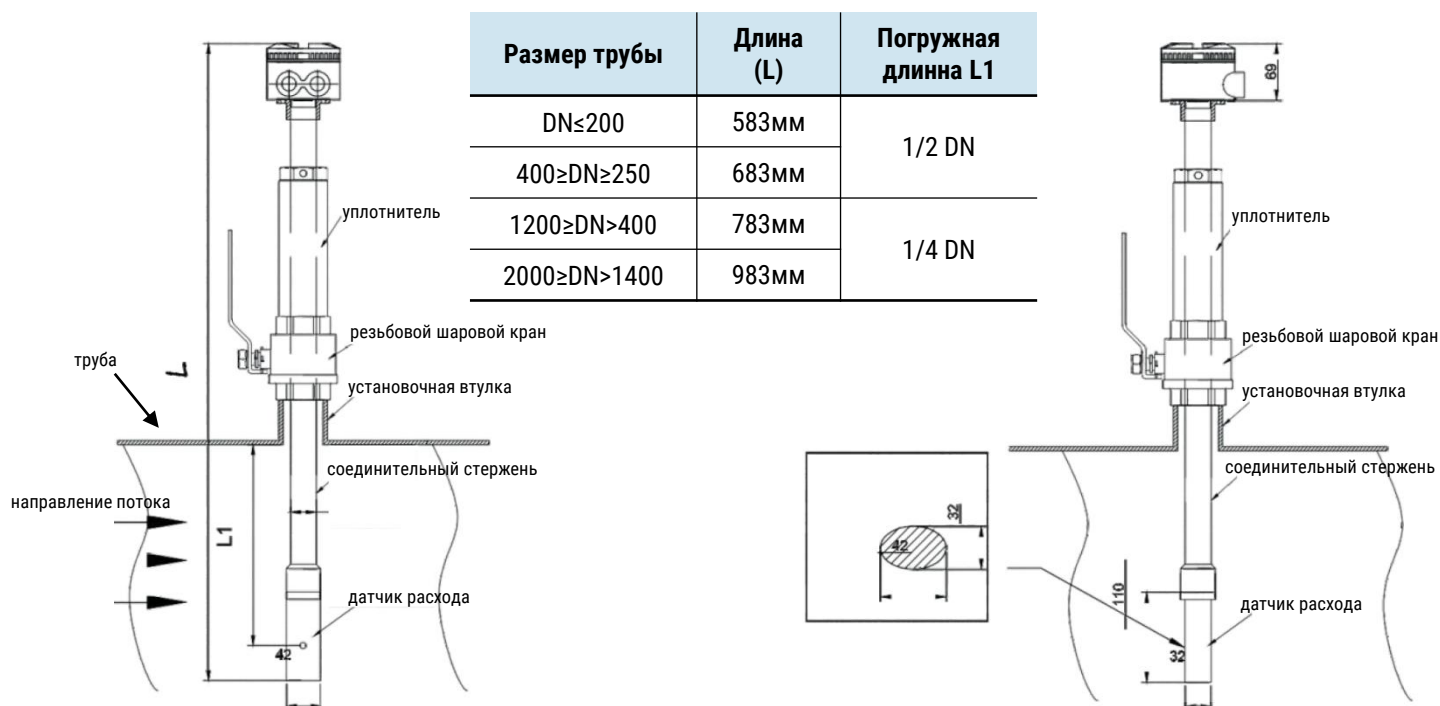 Размер трубы
Длина
(L)
Погружная
длинна L1
DN≤200
583мм
1/2 DN
400≥DN≥250
683мм
1200≥DN>400
783мм
1/4 DN
2000≥DN>1400
983мм
уплотнитель
резьбовой шаровой кран
труба
L
установочная втулка
соединительный стержень
направление потока
L1
датчик расхода
42
32
42
69
уплотнитель
резьбовой шаровой кран
установочная втулка
соединительный стержень
110
датчик расхода
32